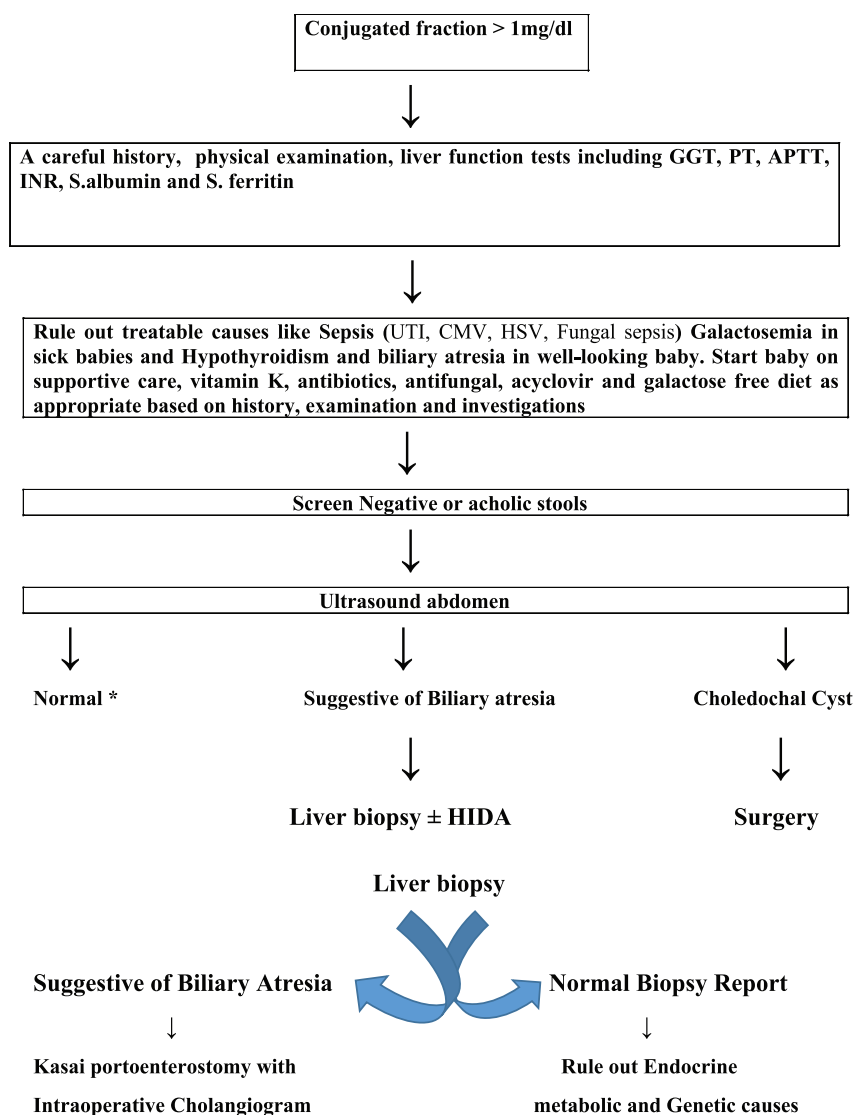 Conjugated fraction > 1mg/dl
A careful history, physical examination, liver function tests including GGT, PT, APTT,
INR, S.albumin and S. ferritin
Rule out treatable causes like Sepsis (UTI, CMV, HSV, Fungal sepsis) Galactosemia in
sick babies and Hypothyroidism and biliary atresia in well-looking baby. Start baby on
supportive care, vitamin K, antibiotics, antifungal, acyclovir and galactose free diet as
appropriate based on history, examination and investigations
Screen Negative or acholic stools
Ultrasound abdomen
Normal *
Suggestive of Biliary atresia
Choledochal Cyst
Liver biopsy ± HIDA
Surgery
Liver biopsy
Suggestive of Biliary Atresia
Normal Biopsy Report
Kasai portoenterostomy with
Intraoperative Cholangiogram
Rule out Endocrine
metabolic and Genetic causes